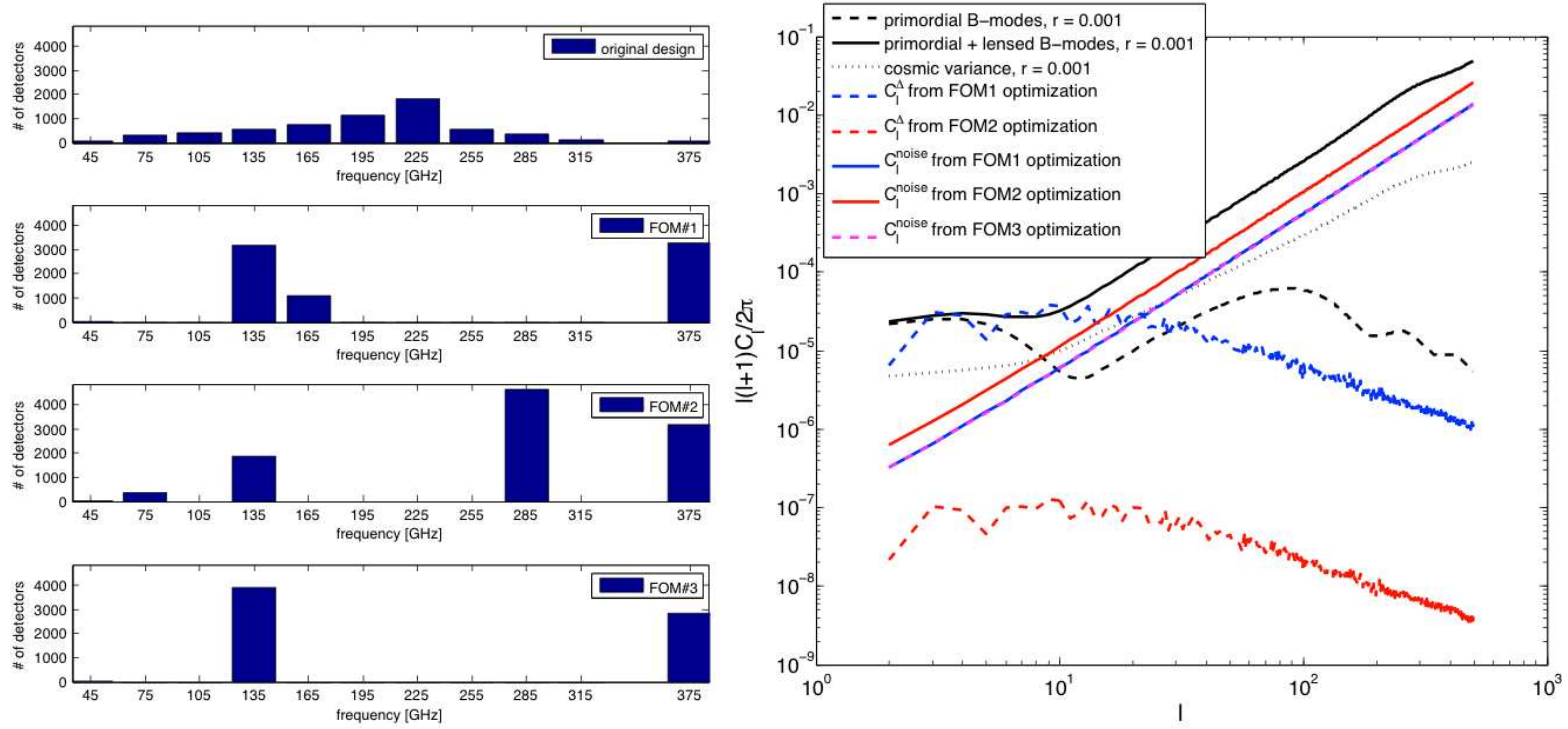 # of detectors
4000
3000
2000
1000
0
original design
45 75 105 135 165 195 225 255 285 315 375
frequency [GHz]
# of detectors
4000
3000
2000
1000
0
FOM#1
45 75 105 135 165 195 225 255 285 315 375
frequency [GHz]
# of detectors
4000
3000
2000
1000
0
FOM#2
45 75 105 135 165 195 225 255 285 315 375
frequency [GHz]
# of detectors
4000
3000
2000
1000
0
FOM#3
45 75 105 135 165 195 225 255 285 315 375
frequency [GHz]
primordial B−modes, r = 0.001
primordial + lensed B−modes, r = 0.001
cosmic variance, r = 0.001
C_l^Δ from FOM1 optimization
C_l^Δ from FOM2 optimization
C_l^noise from FOM1 optimization
C_l^noise from FOM2 optimization
C_l^noise from FOM3 optimization
l(l+1)C_l/2π
10^−1
10^−2
10^−3
10^−4
10^−5
10^−6
10^−7
10^−8
10^−9
10^0 10^1 10^2 10^3
l